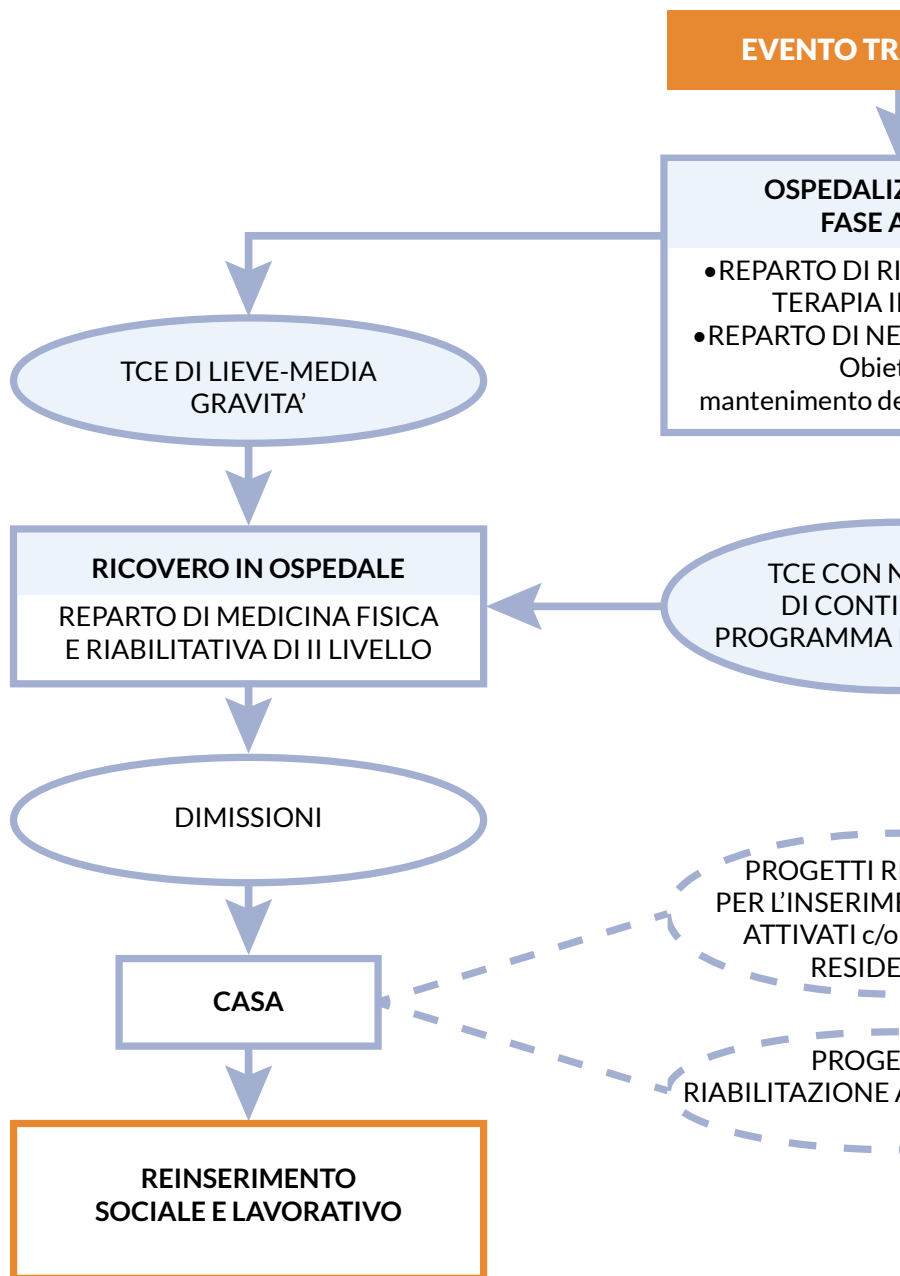 EVENTO TR
OSPEDALIZ
FASE A
•REPARTO DI RI
TERAPIA I
•REPARTO DI NE
Obiet
mantenimento de
TCE DI LIEVE-MEDIA
GRAVITA’
RICOVERO IN OSPEDALE
REPARTO DI MEDICINA FISICA
E RIABILITATIVA DI II LIVELLO
TCE CON N
DI CONTI
PROGRAMMA
DIMISSIONI
PROGETTI RI
PER L’INSERIME
ATTIVATI c/o
RESIDE
CASA
PROGE
RIABILITAZIONE A
REINSERIMENTO
SOCIALE E LAVORATIVO